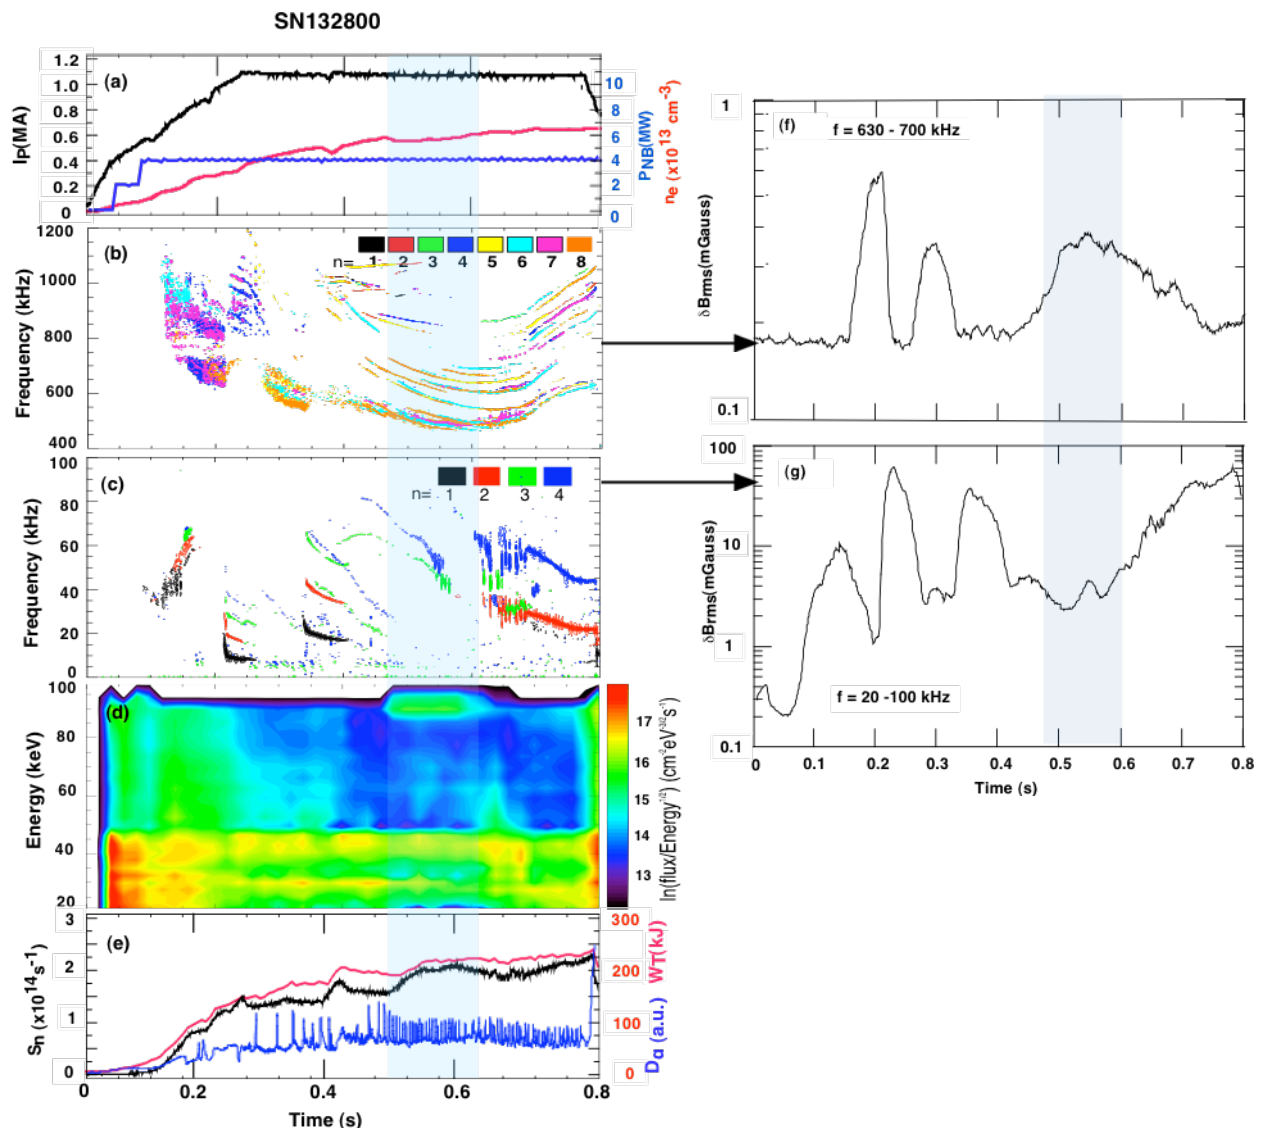 SN132800
(a)
1.2
1.0
0.8
0.6
0.4
0.2
0
Ip(MA)
10
8
6
4
2
0
PNB(MW)
ne (x10¹³ cm⁻³)
(b)
n= 1 2 3 4 5 6 7 8
1200
1000
800
600
400
Frequency (kHz)
(c)
n= 1 2 3 4
100
80
60
40
20
0
Frequency (kHz)
(d)
100
80
60
40
20
Energy (keV)
17
16
15
14
13
ln(flux/Energy^1/2) (cm⁻²eV⁻³/²s⁻¹)
(e)
3
2
1
0
Sn (x10¹⁴s⁻¹)
300
200
100
0
WT(kJ)
Dα (a.u.)
0 0.2 0.4 0.6 0.8
Time (s)
(f)
f = 630 - 700 kHz
1
0.1
δBrms(mGauss)
(g)
f = 20 -100 kHz
100
10
1
0.1
δBrms(mGauss)
0 0.1 0.2 0.3 0.4 0.5 0.6 0.7 0.8
Time (s)